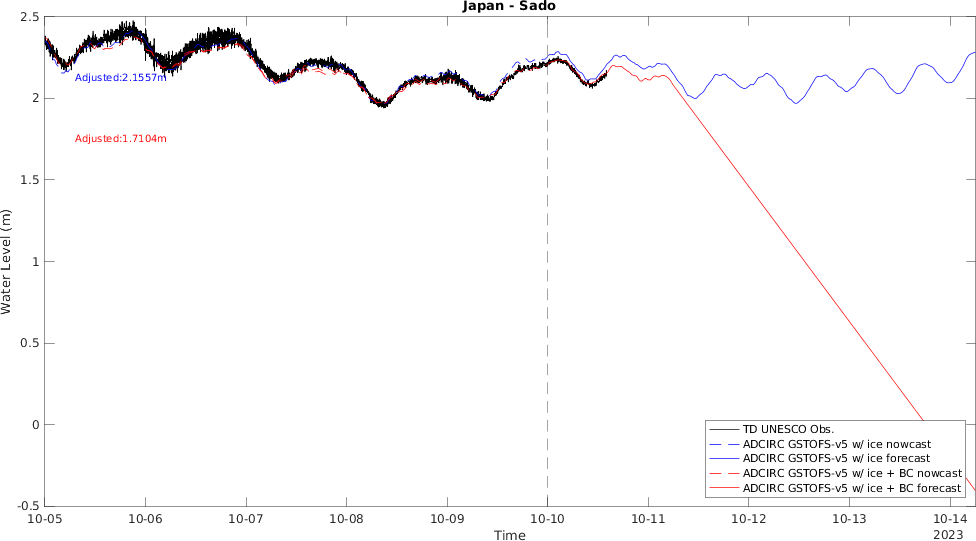 Japan - Sado
2.5
2
1.5
1
0.5
0
-0.5
Water Level (m)
Adjusted:2.1557m
Adjusted:1.7104m
TD UNESCO Obs.
ADCIRC GSTOFS-v5 w/ ice nowcast
ADCIRC GSTOFS-v5 w/ ice forecast
ADCIRC GSTOFS-v5 w/ ice + BC nowcast
ADCIRC GSTOFS-v5 w/ ice + BC forecast
10-05 10-06 10-07 10-08 10-09 10-10 10-11 10-12 10-13 10-14
Time
2023